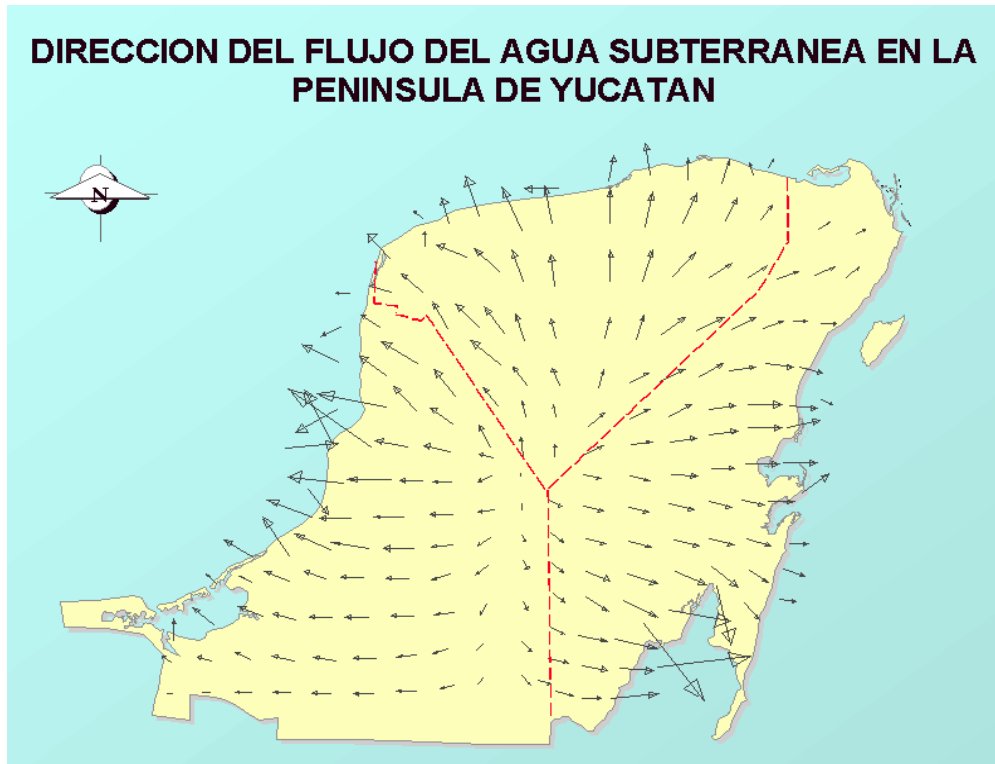 DIRECCION DEL FLUJO DEL AGUA SUBTERRANEA EN LA
PENINSULA DE YUCATAN
N